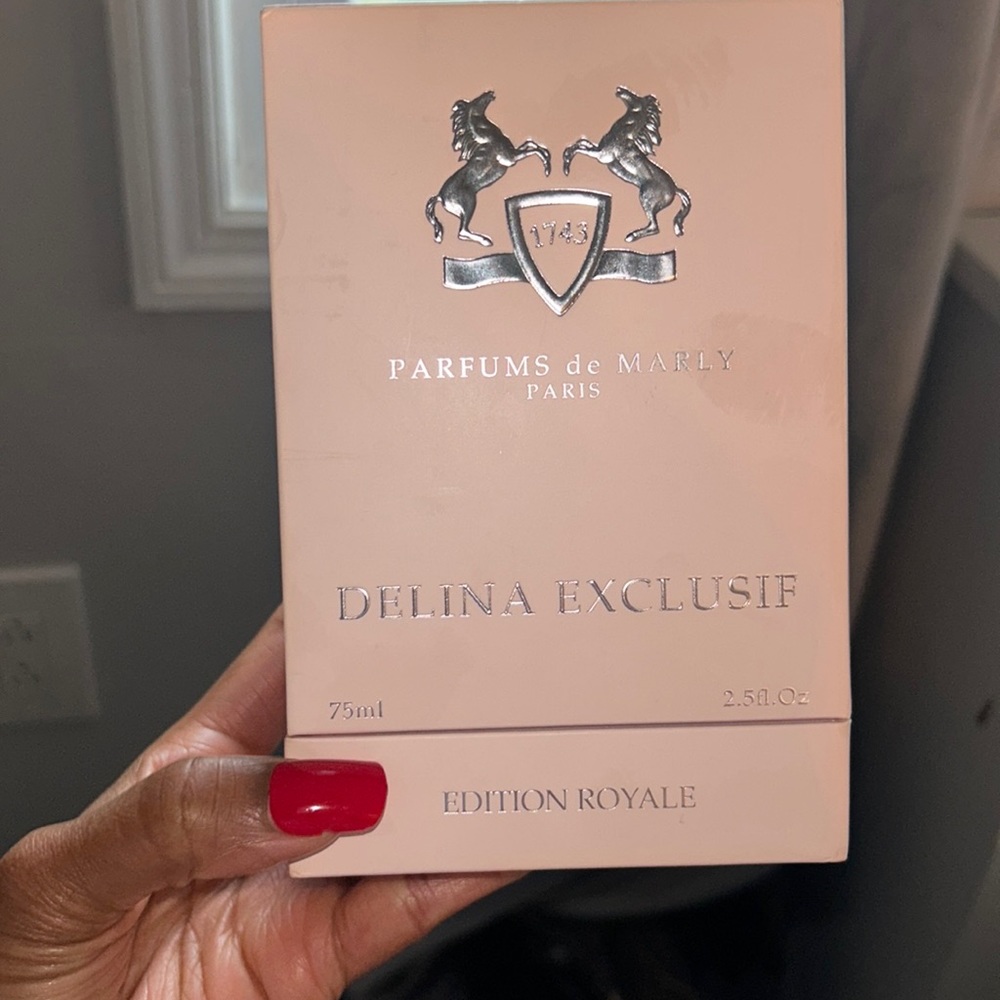 1743
PARFUMS de MARLY
PARIS
DELINA EXCLUSIF
75ml 2.5fl.Oz
EDITION ROYALE